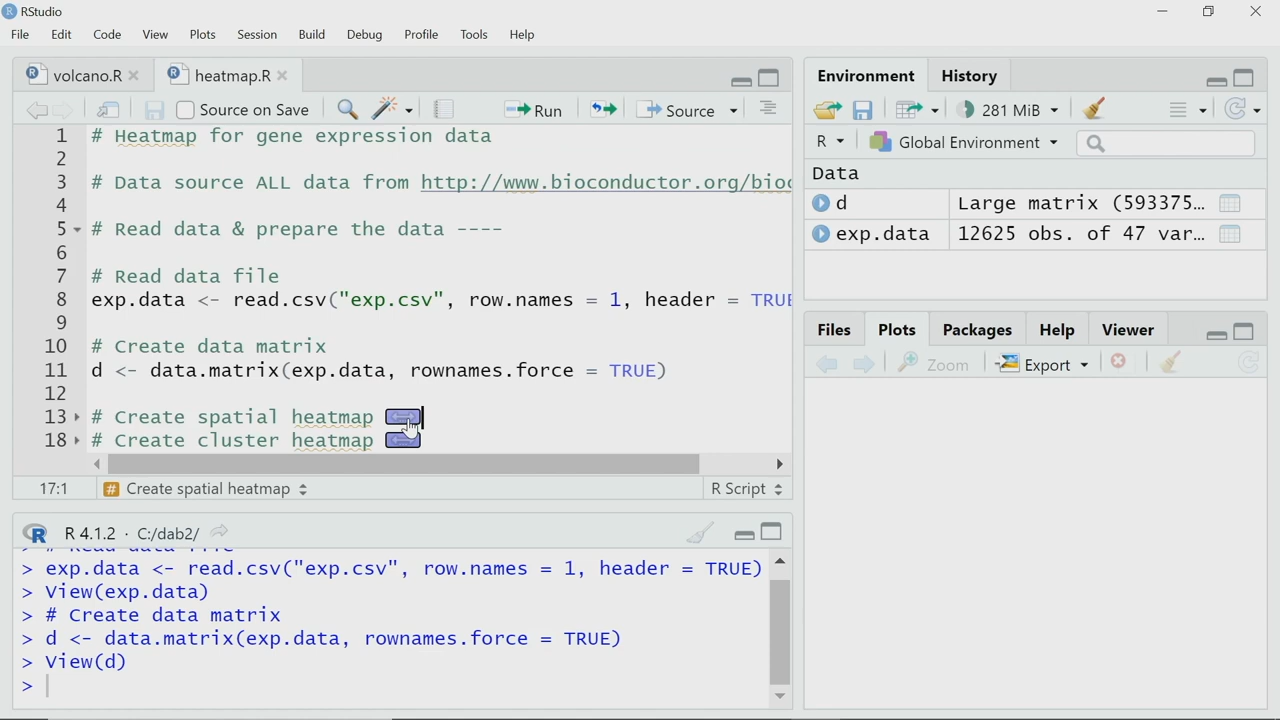 RStudio
File Edit Code View Plots Session Build Debug Profile Tools Help
volcano.R heatmap.R
Source on Save Run Source
1 # Heatmap for gene expression data
2
3 # Data source ALL data from http://www.bioconductor.org/bioc
4
5 # Read data & prepare the data ----
6
7 # Read data file
8 exp.data <- read.csv("exp.csv", row.names = 1, header = TRUE
9
10 # Create data matrix
11 d <- data.matrix(exp.data, rownames.force = TRUE)
12
13 # Create spatial heatmap
18 # Create cluster heatmap
17:1 # Create spatial heatmap R Script
R 4.1.2 · C:/dab2/
> # Read data file
> exp.data <- read.csv("exp.csv", row.names = 1, header = TRUE)
> View(exp.data)
> # Create data matrix
> d <- data.matrix(exp.data, rownames.force = TRUE)
> View(d)
>
Environment History
281 MiB
R Global Environment
Data
d Large matrix (593375...
exp.data 12625 obs. of 47 var...
Files Plots Packages Help Viewer
Zoom Export